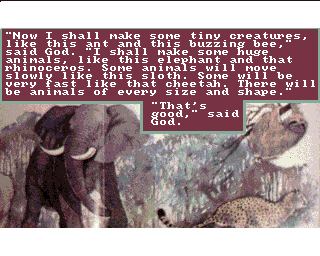 "Now I shall make some tiny creatures,
like this ant and this buzzing bee,"
said God. "I shall make some huge
animals, like this elephant and that
rhinoceros. Some animals will move
slowly like this sloth. Some will be
very fast like that cheetah. There will
be animals of every size and shape."
"That's
good," said
God.